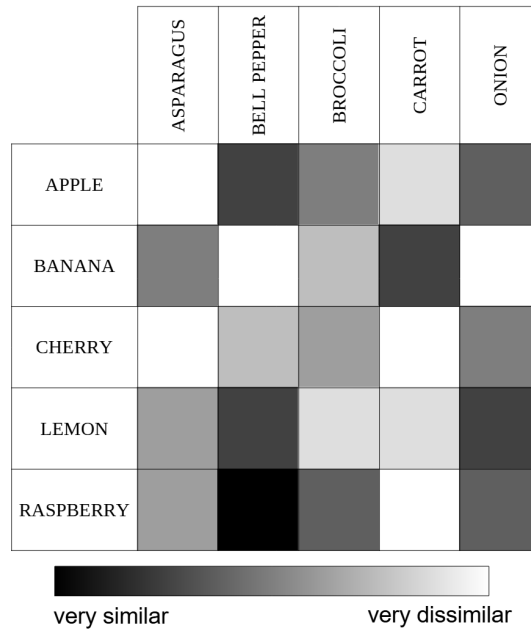 ASPARAGUS
BELL PEPPER
BROCCOLI
CARROT
ONION
APPLE
BANANA
CHERRY
LEMON
RASPBERRY
very similar
very dissimilar